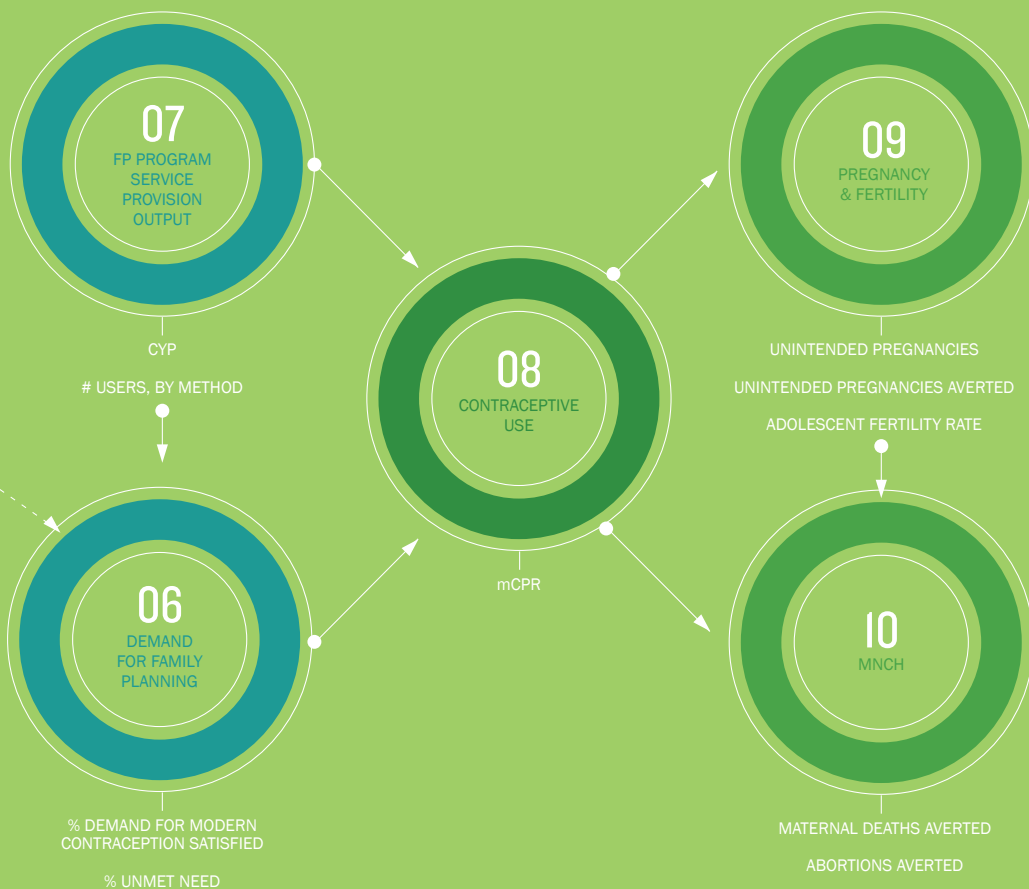 07
FP PROGRAM
SERVICE
PROVISION
OUTPUT
CYP
# USERS, BY METHOD
06
DEMAND
FOR FAMILY
PLANNING
% DEMAND FOR MODERN
CONTRACEPTION SATISFIED
% UNMET NEED
08
CONTRACEPTIVE
USE
mCPR
09
PREGNANCY
& FERTILITY
UNINTENDED PREGNANCIES
UNINTENDED PREGNANCIES AVERTED
ADOLESCENT FERTILITY RATE
10
MNCH
MATERNAL DEATHS AVERTED
ABORTIONS AVERTED